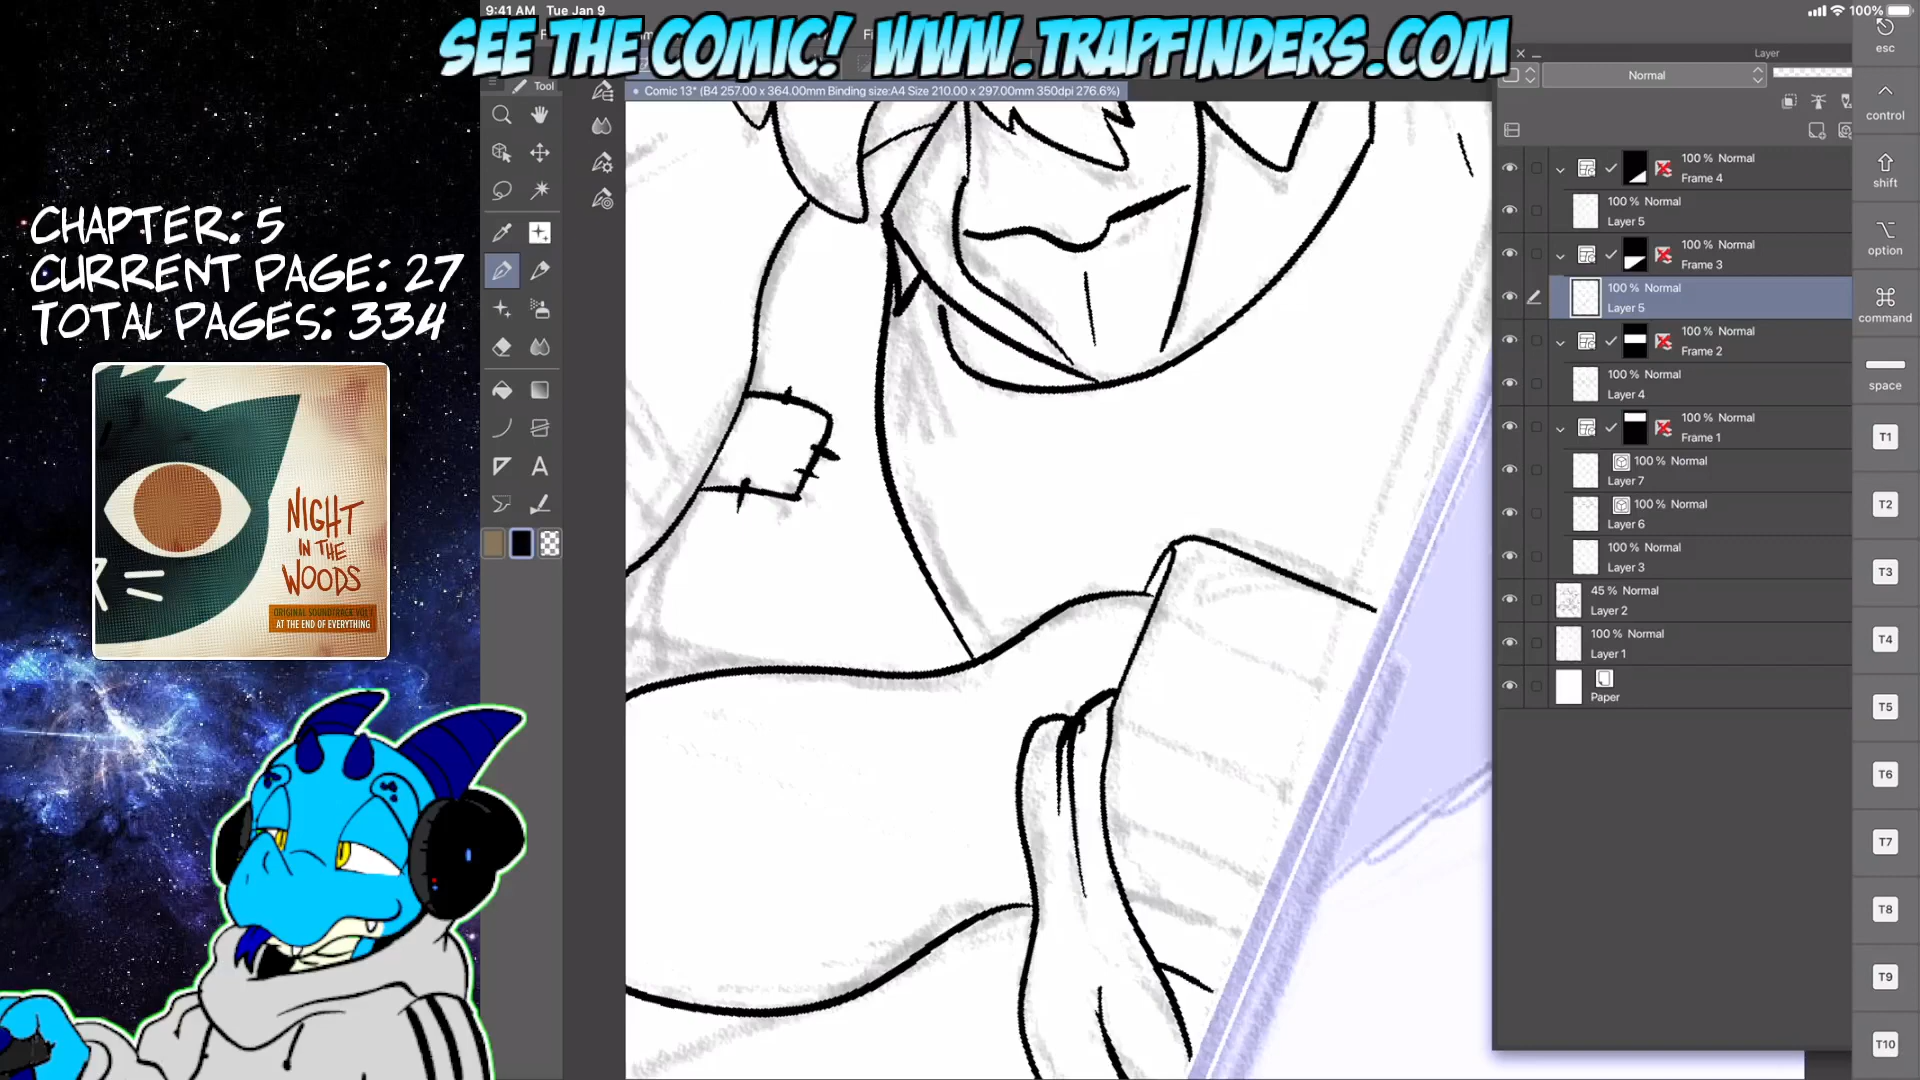 9:41 AM Tue Jan 9
100%
SEE THE COMIC! WWW.TRAPFINDERS.COM
CHAPTER: 5
CURRENT PAGE: 27
TOTAL PAGES: 334
NIGHT
IN THE
WOODS
ORIGINAL SOUNDTRACK VOL 1
AT THE END OF EVERYTHING
Tool
Comic 13* (B4 257.00 x 364.00mm Binding size:A4 Size 210.00 x 297.00mm 350dpi 276.6%)
A
Layer
Normal
100 % Normal
Frame 4
100 % Normal
Layer 5
100 % Normal
Frame 3
100 % Normal
Layer 5
100 % Normal
Frame 2
100 % Normal
Layer 4
100 % Normal
Frame 1
100 % Normal
Layer 7
100 % Normal
Layer 6
100 % Normal
Layer 3
45 % Normal
Layer 2
100 % Normal
Layer 1
Paper
esc
control
shift
option
command
space
T1
T2
T3
T4
T5
T6
T7
T8
T9
T10